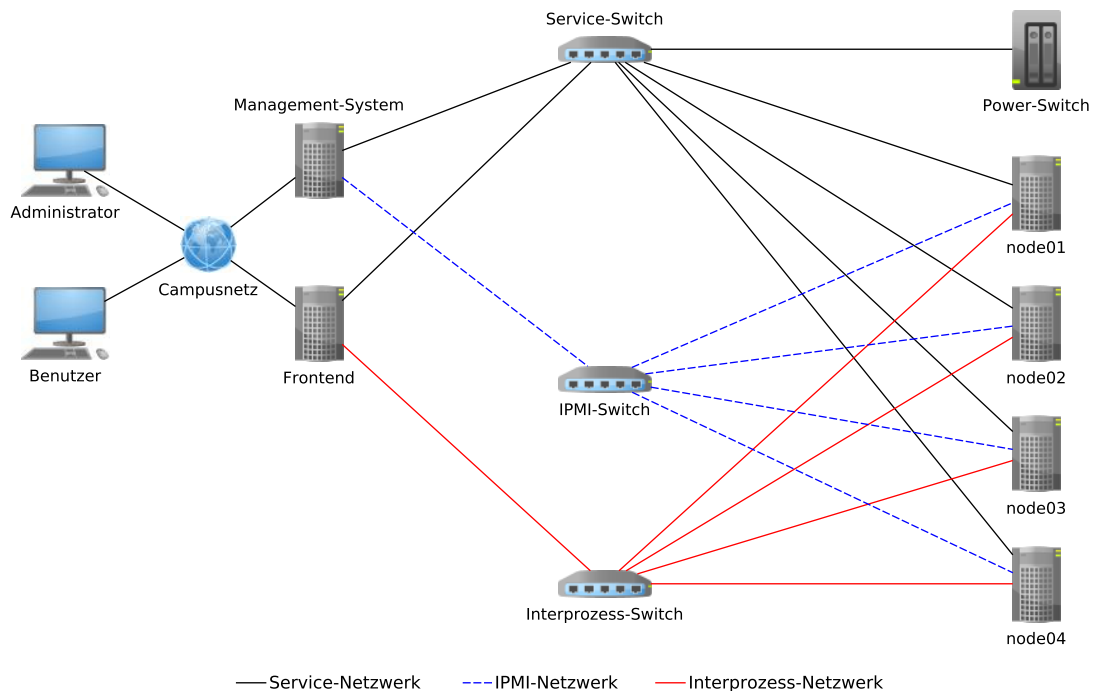 Service-Switch
Power-Switch
Management-System
Administrator
Campusnetz
node01
Benutzer
Frontend
node02
IPMI-Switch
node03
Interprozess-Switch
node04
Service-Netzwerk
IPMI-Netzwerk
Interprozess-Netzwerk